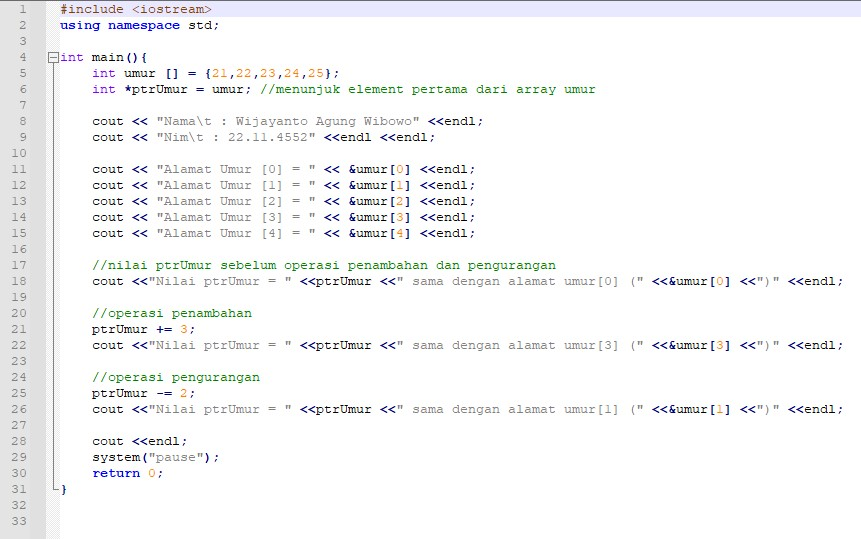 1 #include <iostream>
2 using namespace std;
3
4 int main(){
5     int umur [] = {21,22,23,24,25};
6     int *ptrUmur = umur; //menunjuk element pertama dari array umur
7
8     cout << "Nama\t : Wijayanto Agung Wibowo" <<endl;
9     cout << "Nim\t : 22.11.4552" <<endl <<endl;
10
11     cout << "Alamat Umur [0] = " << &umur[0] <<endl;
12     cout << "Alamat Umur [1] = " << &umur[1] <<endl;
13     cout << "Alamat Umur [2] = " << &umur[2] <<endl;
14     cout << "Alamat Umur [3] = " << &umur[3] <<endl;
15     cout << "Alamat Umur [4] = " << &umur[4] <<endl;
16
17     //nilai ptrUmur sebelum operasi penambahan dan pengurangan
18     cout <<"Nilai ptrUmur = " <<ptrUmur <<" sama dengan alamat umur[0] (" <<&umur[0] <<")" <<endl;
19
20     //operasi penambahan
21     ptrUmur += 3;
22     cout <<"Nilai ptrUmur = " <<ptrUmur <<" sama dengan alamat umur[3] (" <<&umur[3] <<")" <<endl;
23
24     //operasi pengurangan
25     ptrUmur -= 2;
26     cout <<"Nilai ptrUmur = " <<ptrUmur <<" sama dengan alamat umur[1] (" <<&umur[1] <<")" <<endl;
27
28     cout <<endl;
29     system("pause");
30     return 0;
31 }
32
33